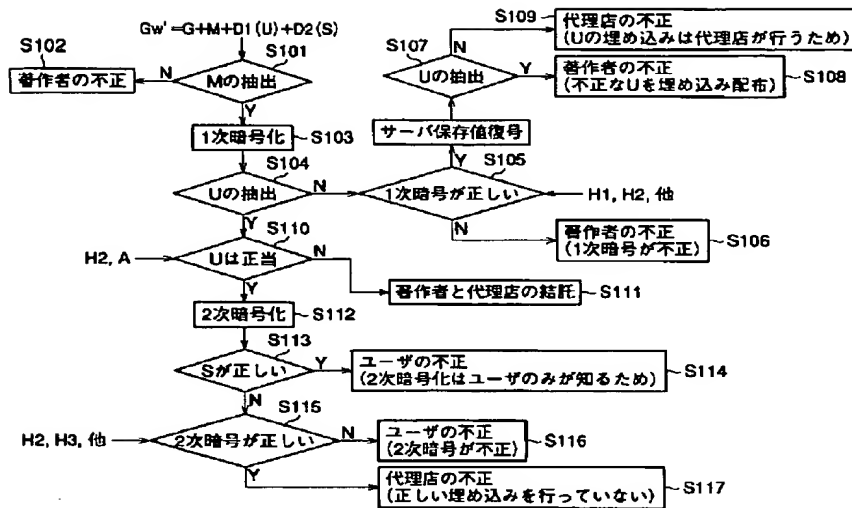 Gw'=G+M+D1(U)+D2(S)
S101
Mの抽出
N
S102
著作者の不正
Y
1次暗号化
S103
S104
Uの抽出
N
Y
S105
1次暗号が正しい
H1, H2, 他
Y
サーバ保存値復号
S107
Uの抽出
N
S109
代理店の不正
(Uの埋め込みは代理店が行うため)
Y
著作者の不正
(不正なUを埋め込み配布)
S108
N
著作者の不正
(1次暗号が不正)
S106
S110
H2, A
Uは正当
N
著作者と代理店の結託
S111
Y
2次暗号化
S112
S113
Sが正しい
Y
ユーザの不正
(2次暗号化はユーザのみが知るため)
S114
N
S115
H2, H3, 他
2次暗号が正しい
N
ユーザの不正
(2次暗号が不正)
S116
Y
代理店の不正
(正しい埋め込みを行っていない)
S117